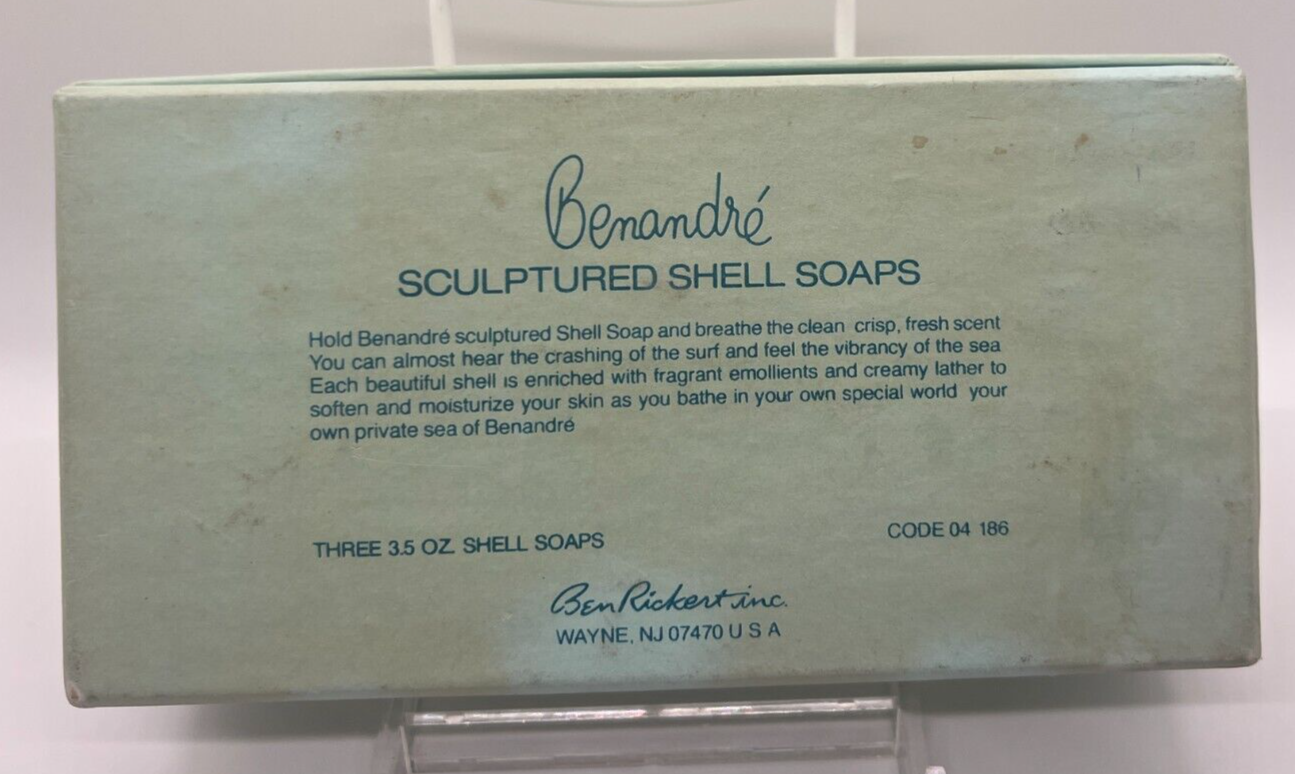 Benandré
SCULPTURED SHELL SOAPS
Hold Benandré sculptured Shell Soap and breathe the clean crisp, fresh scent
You can almost hear the crashing of the surf and feel the vibrancy of the sea
Each beautiful shell is enriched with fragrant emollients and creamy lather to
soften and moisturize your skin as you bathe in your own special world your
own private sea of Benandré
THREE 3.5 OZ. SHELL SOAPS
CODE 04 186
Ben Rickert inc.
WAYNE, NJ 07470 U S A